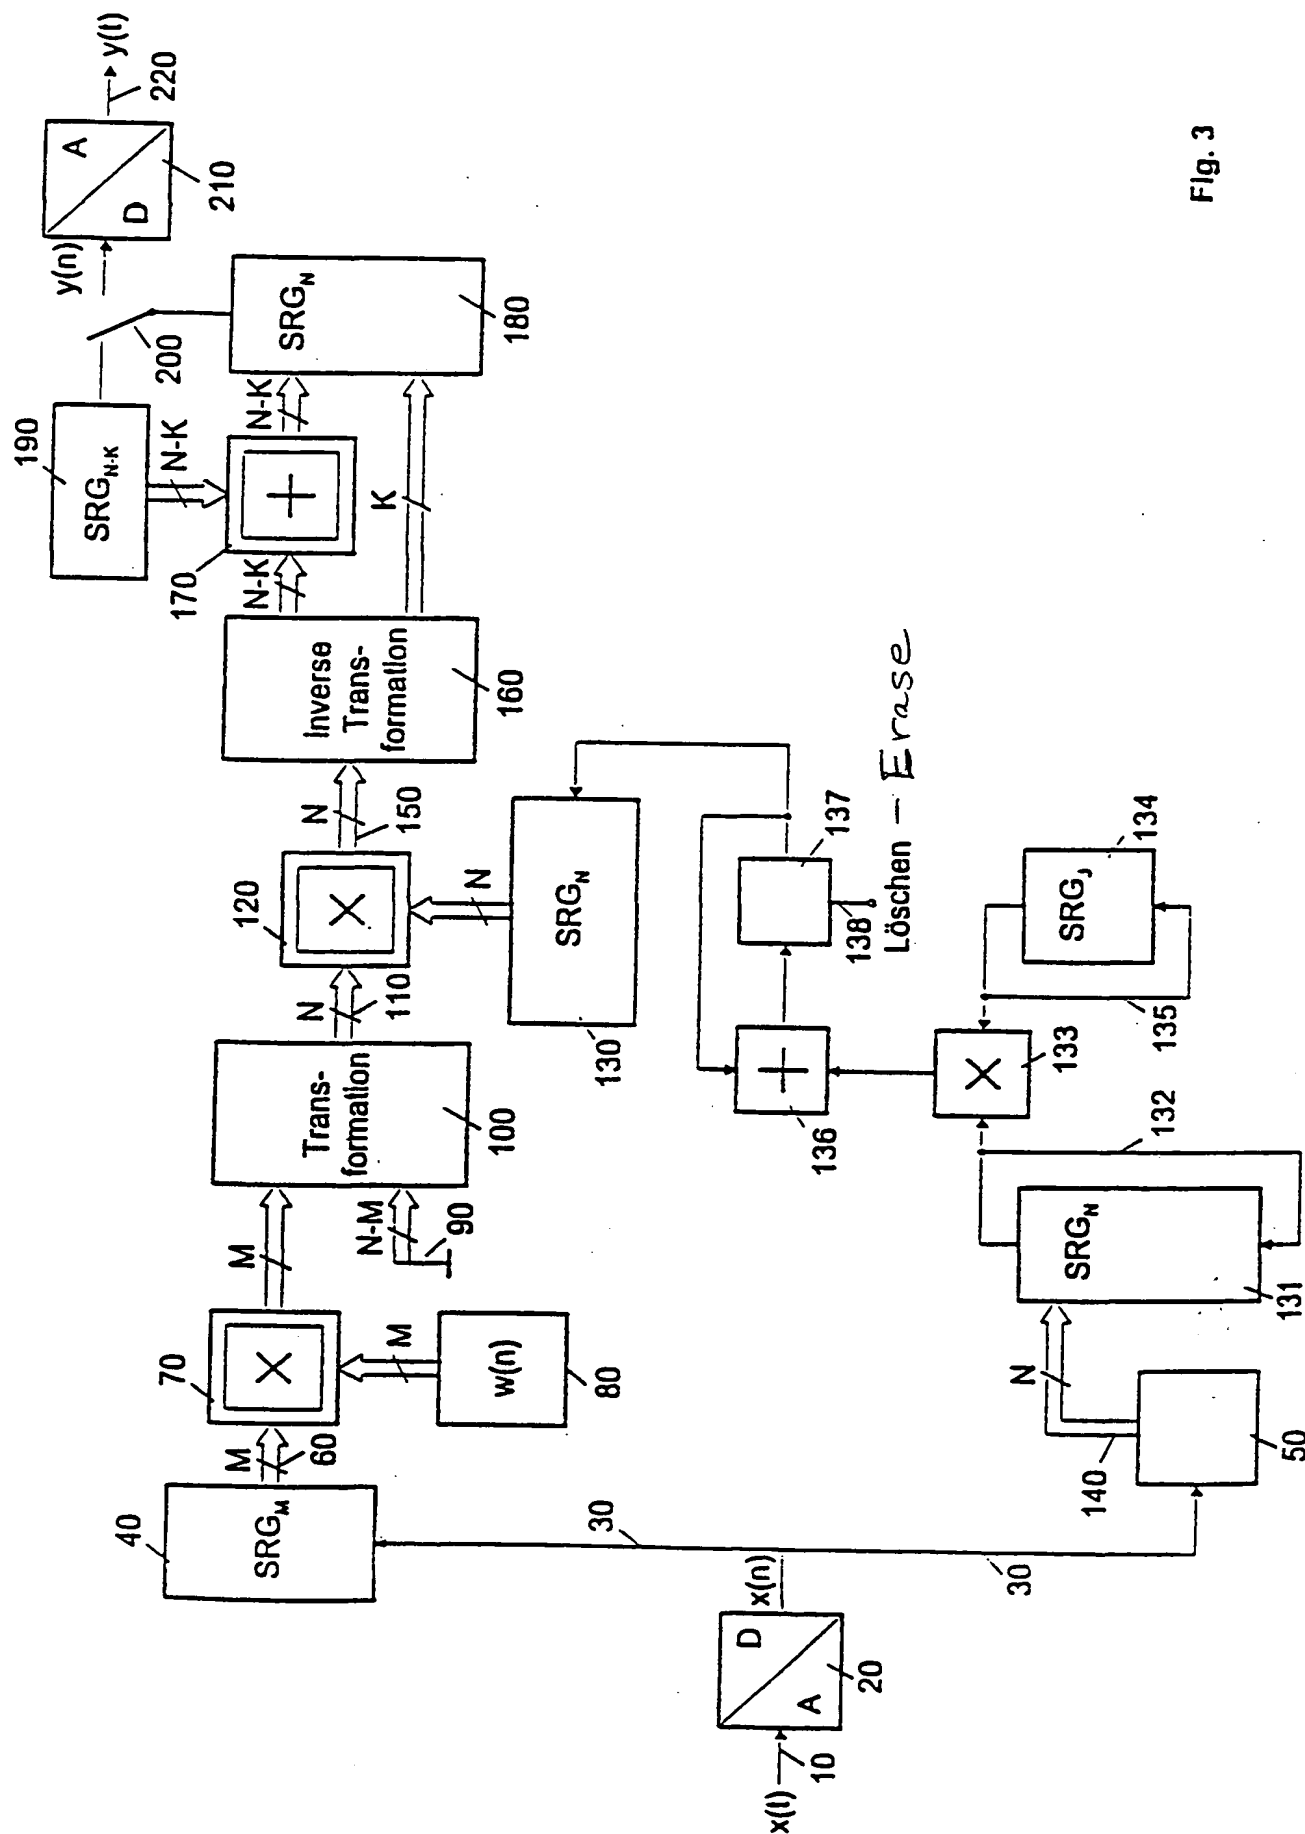 x(t)
10
A
D
20
x(n)
30
30
40
SRG_M
M
60
70
X
M
w(n)
80
M
N-M
90
Trans-
formation
100
N
110
120
X
N
SRG_N
130
N
150
Inverse
Trans-
formation
160
N-K
170
+
N-K
K
190
SRG_N-K
N-K
SRG_N
180
200
y(n)
D
A
210
220
y(t)
50
140
N
SRG_N
131
132
X
133
SRG_J
134
135
+
136
137
138
Löschen - Erase
Fig. 3